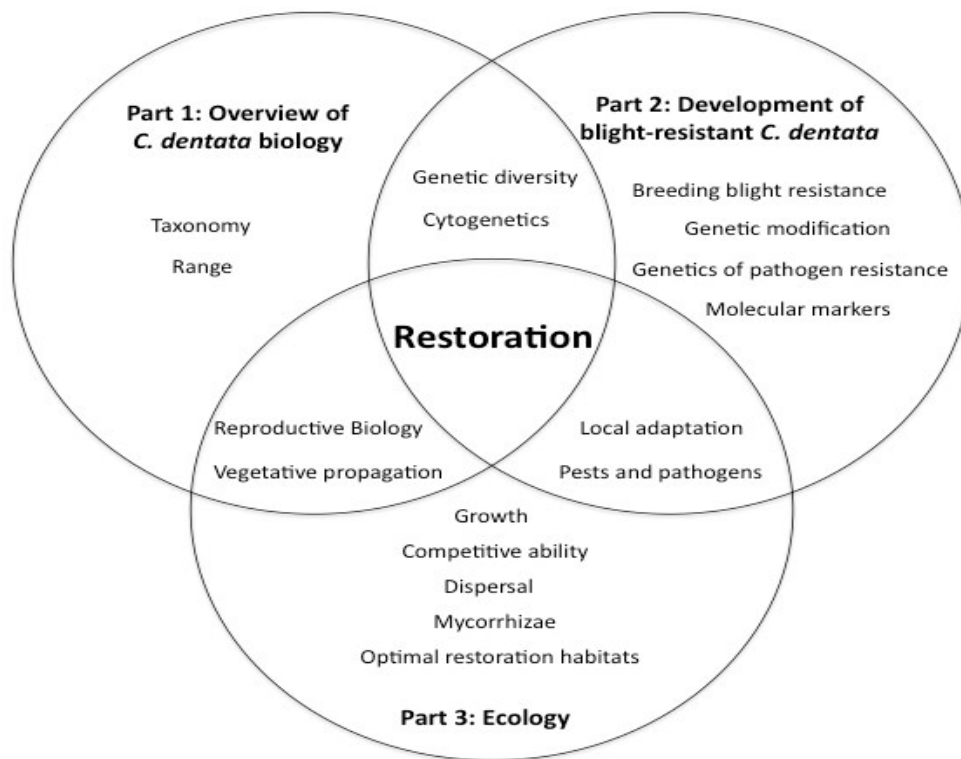 Part 1: Overview of
C. dentata biology
Taxonomy
Range
Part 2: Development of
blight-resistant C. dentata
Breeding blight resistance
Genetic modification
Genetics of pathogen resistance
Molecular markers
Genetic diversity
Cytogenetics
Restoration
Reproductive Biology
Vegetative propagation
Local adaptation
Pests and pathogens
Growth
Competitive ability
Dispersal
Mycorrhizae
Optimal restoration habitats
Part 3: Ecology